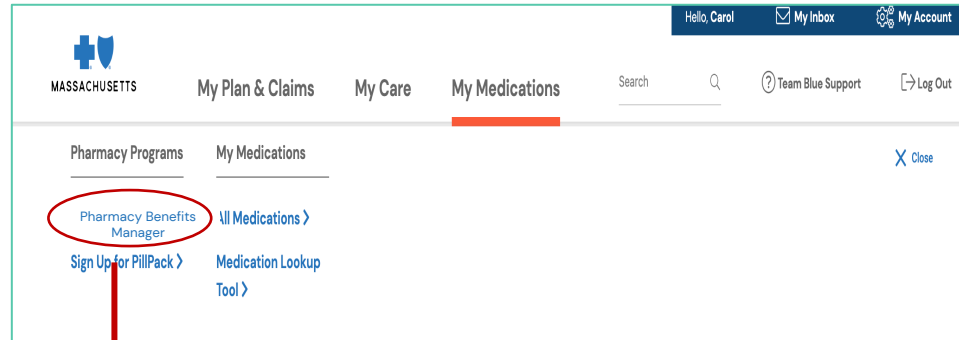 Hello, Carol My Inbox My Account
MASSACHUSETTS
My Plan & Claims My Care My Medications Search ? Team Blue Support Log Out
Pharmacy Programs My Medications X Close
Pharmacy Benefits
Manager
All Medications >
Sign Up for PillPack > Medication Lookup
Tool >